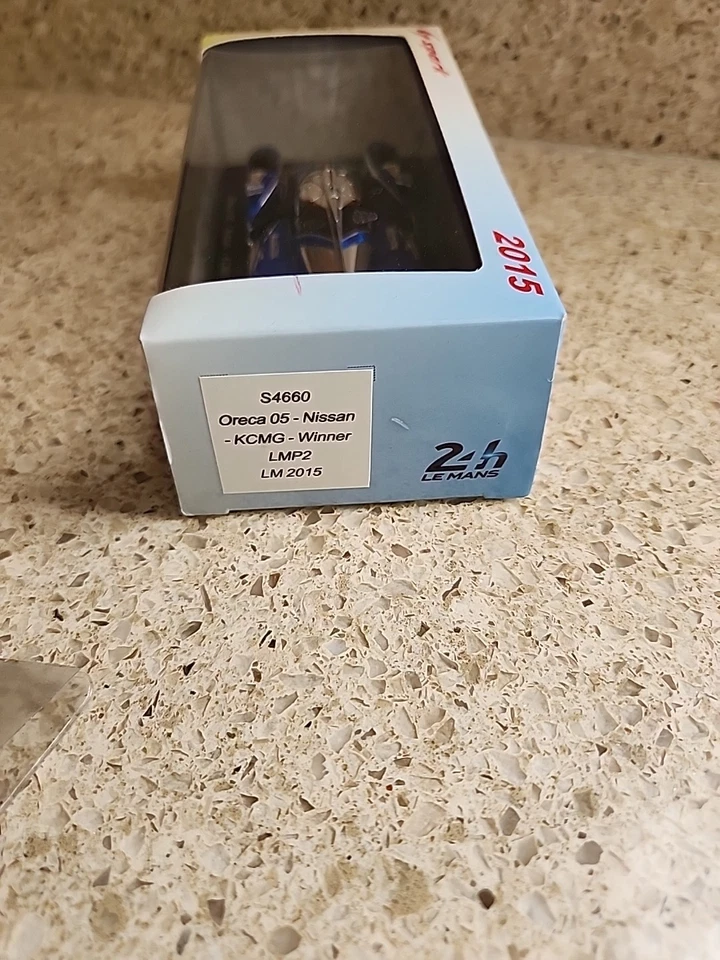 2015
S4660
Oreca 05 - Nissan
- KCMG - Winner
LMP2
LM 2015
24h
LE MANS